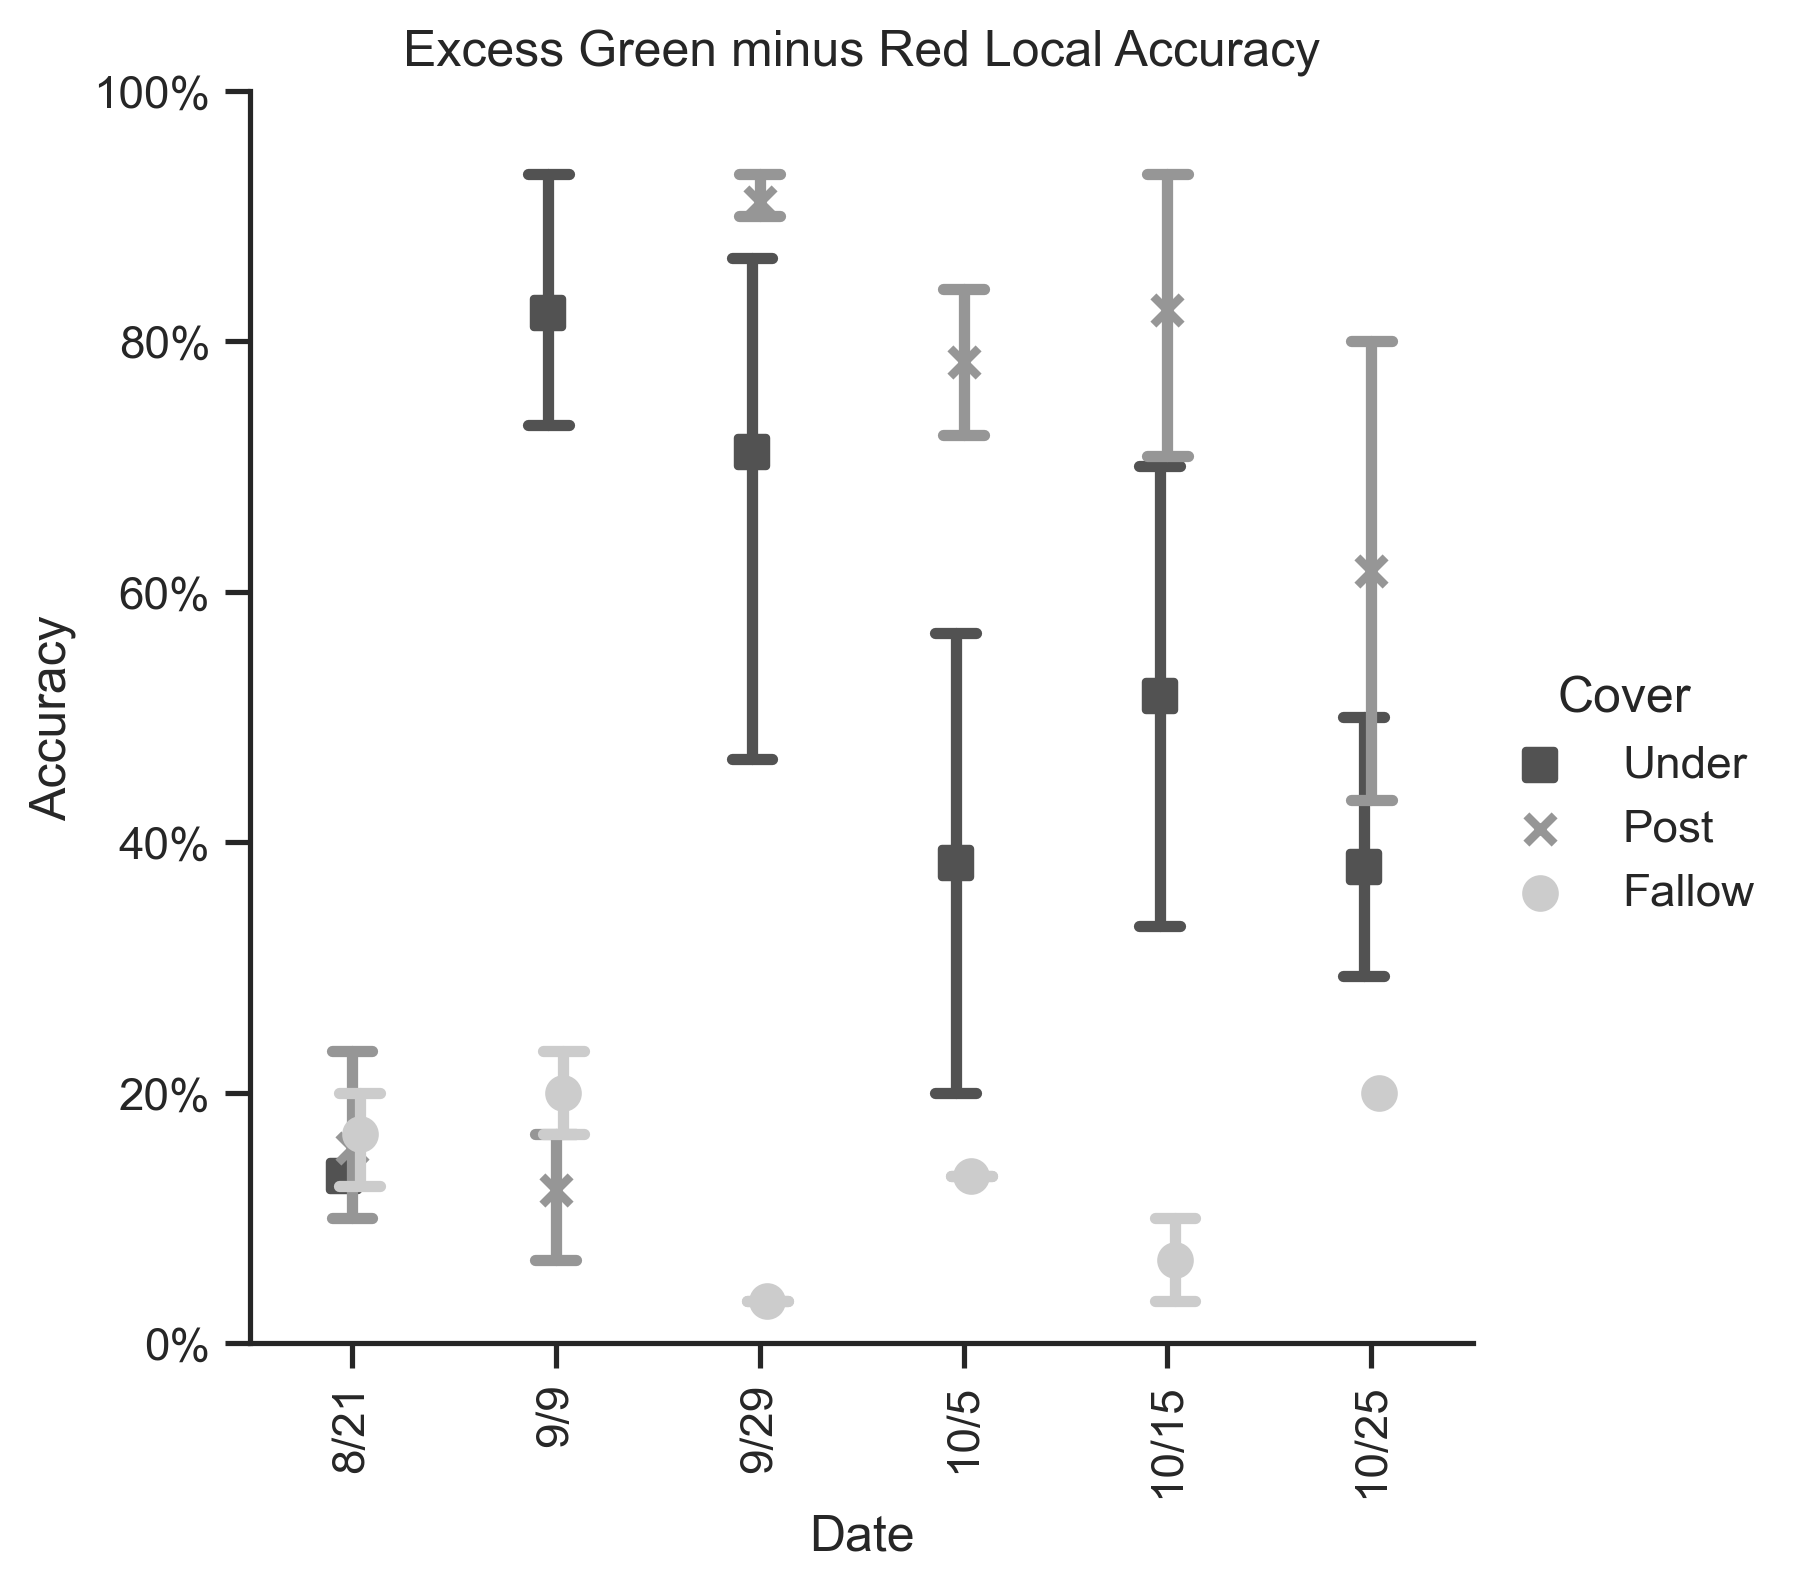 Excess Green minus Red Local Accuracy
100%
80%
60%
40%
20%
0%
Accuracy
8/21
9/9
9/29
10/5
10/15
10/25
Date
Cover
Under
Post
Fallow